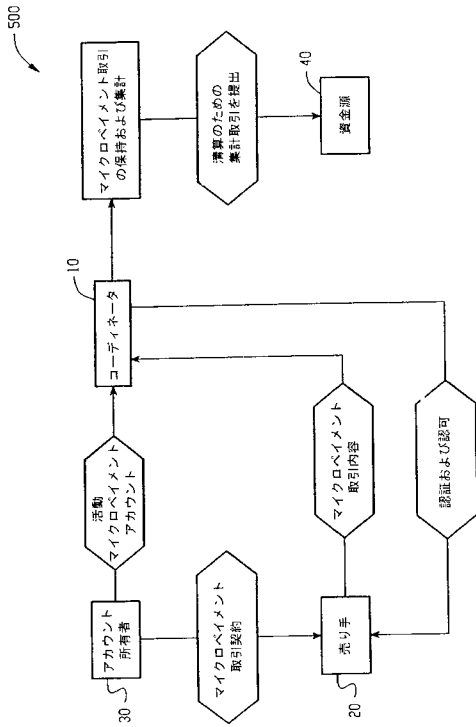 500
アカウント
所有者
30
活動
マイクロペイメント
アカウント
コーディネータ
10
マイクロペイメント取引
の保持および集計
マイクロペイメント
取引契約
清算のための
集計取引を提出
売り手
20
マイクロペイメント
取引内容
資金源
40
認証および認可